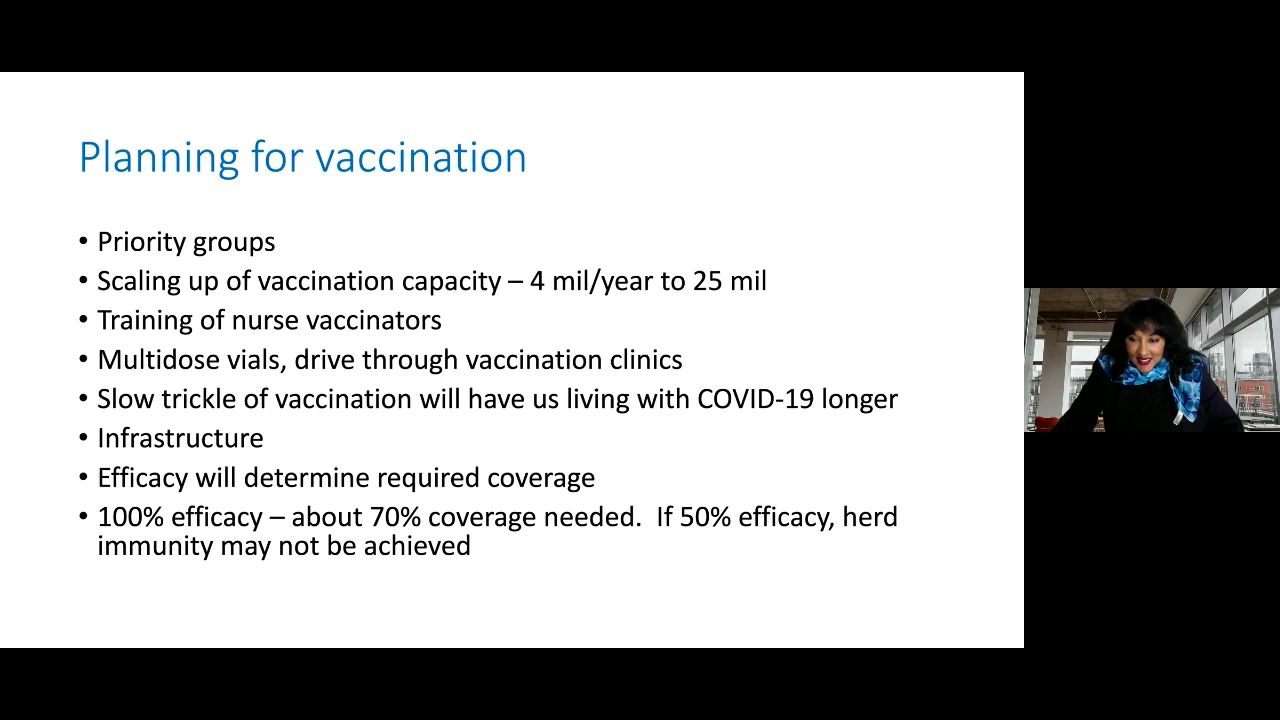 Planning for vaccination
• Priority groups
• Scaling up of vaccination capacity – 4 mil/year to 25 mil
• Training of nurse vaccinators
• Multidose vials, drive through vaccination clinics
• Slow trickle of vaccination will have us living with COVID-19 longer
• Infrastructure
• Efficacy will determine required coverage
• 100% efficacy – about 70% coverage needed.  If 50% efficacy, herd
immunity may not be achieved